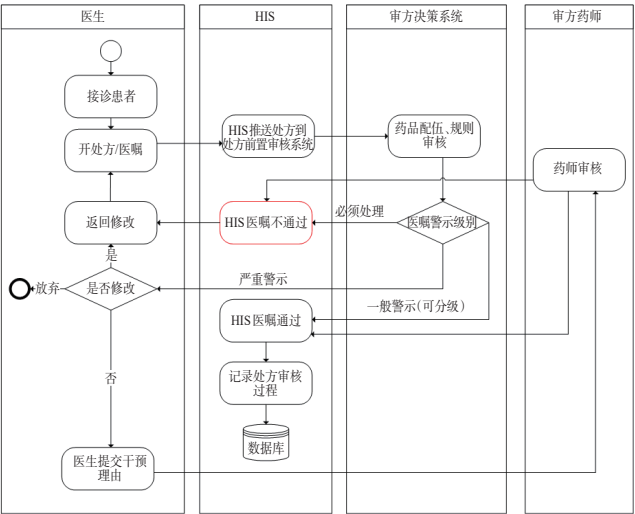 医生
HIS
审方决策系统
审方药师
接诊患者
开处方/医嘱
HIS推送处方到
处方前置审核系统
药品配伍、规则
审核
药师审核
返回修改
HIS医嘱不通过
必须处理
医嘱警示级别
是
放弃
是否修改
严重警示
一般警示(可分级)
HIS医嘱通过
否
记录处方审核
过程
数据库
医生提交干预
理由